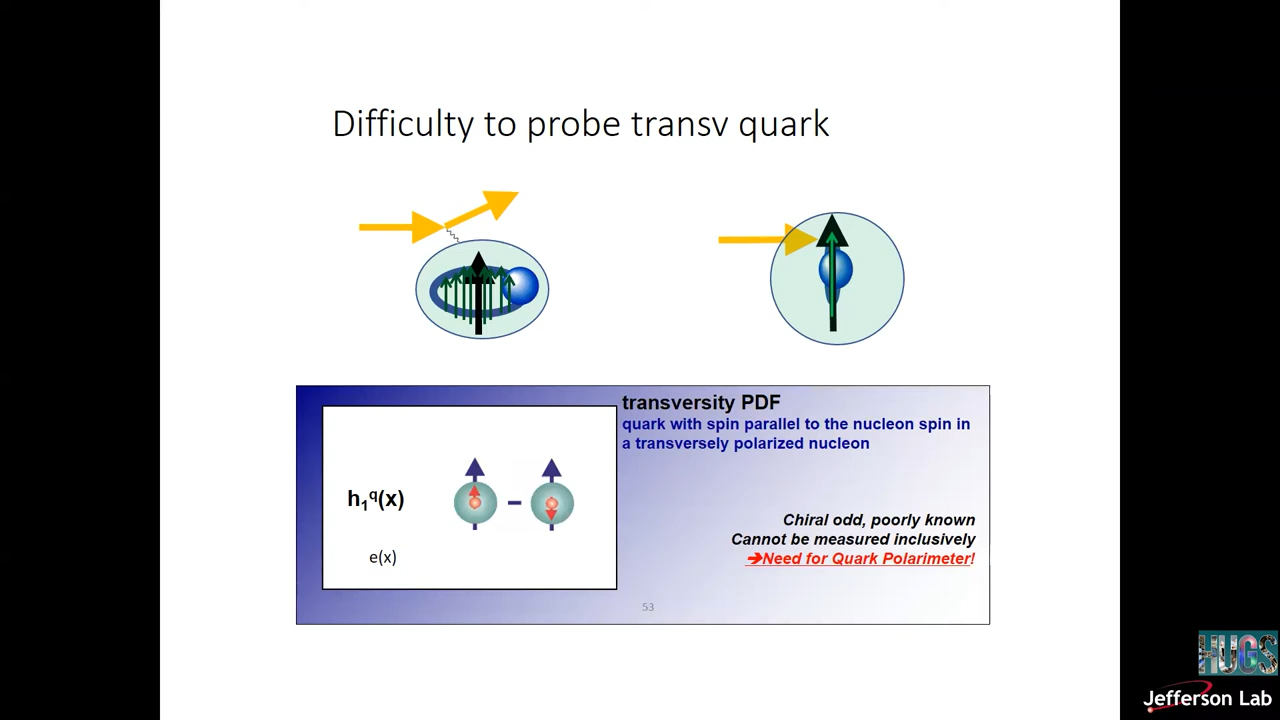 Difficulty to probe transv quark
transversity PDF
quark with spin parallel to the nucleon spin in
a transversely polarized nucleon
h₁q(x)
e(x)
Chiral odd, poorly known
Cannot be measured inclusively
➔Need for Quark Polarimeter!
53
HUGS
Jefferson Lab